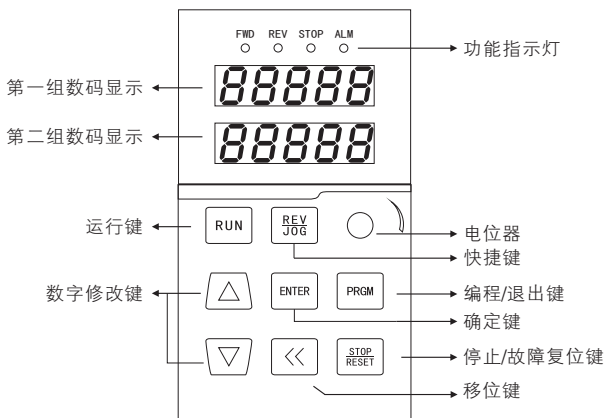 FWD REV STOP ALM
功能指示灯
88888
第一组数码显示
88888
第二组数码显示
运行键
RUN
REV
JOG
电位器
快捷键
数字修改键
ENTER
PRGM
编程/退出键
确定键
STOP
RESET
停止/故障复位键
移位键